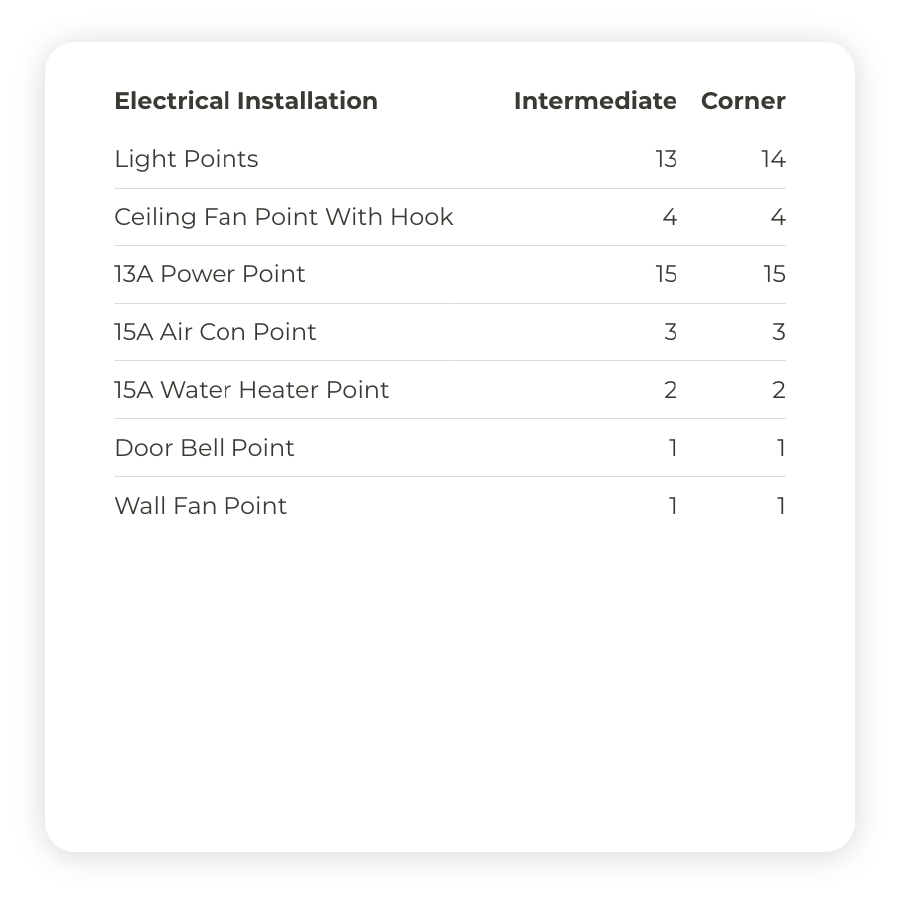 Electrical Installation Intermediate Corner
Light Points 13 14
Ceiling Fan Point With Hook 4 4
13A Power Point 15 15
15A Air Con Point 3 3
15A Water Heater Point 2 2
Door Bell Point 1 1
Wall Fan Point 1 1